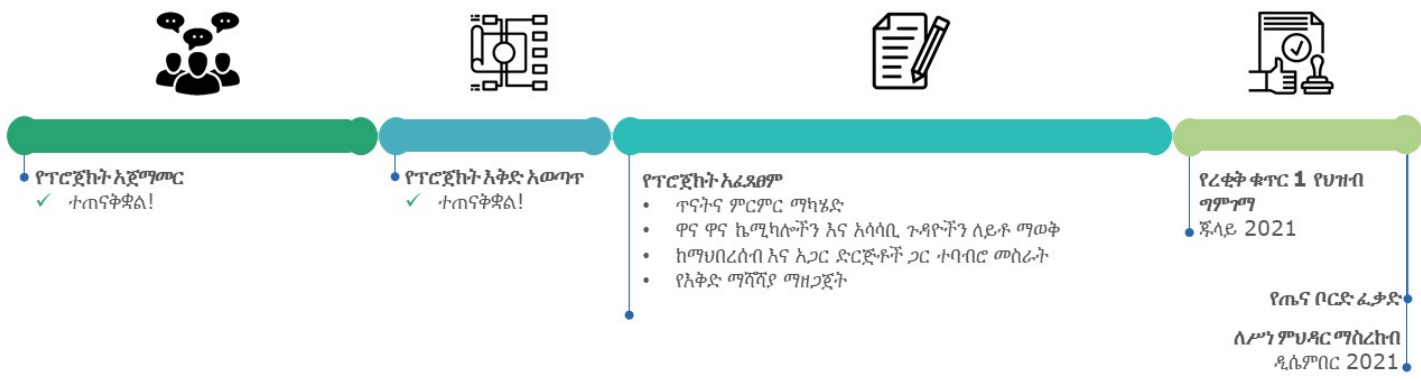 የፕሮጀክት አጀማመር
✓ ተጠናቅቋል!
የፕሮጀክት እቅድ አወጣጥ
✓ ተጠናቅቋል!
የፕሮጀክት አፈጻፀም
• ጥናትና ምርምር ማካሄድ
• ዋና ዋና ኬሚካሎችን እና አሳሳቢ ጉዳዮችን ለይቶ ማወቅ
• ከማህበረሰብ እና አጋር ድርጅቶች ጋር ተባብሮ መስራት
• የእቅድ ማሻሻያ ማዘጋጀት
የረቂቅ ቁጥር 1 የህዝብ
ግምገማ
ጁላይ 2021
የጤና ቦርድ ፈቃድ
ለሥነ ምህዳር ማስረከብ
ዲሴምበር 2021